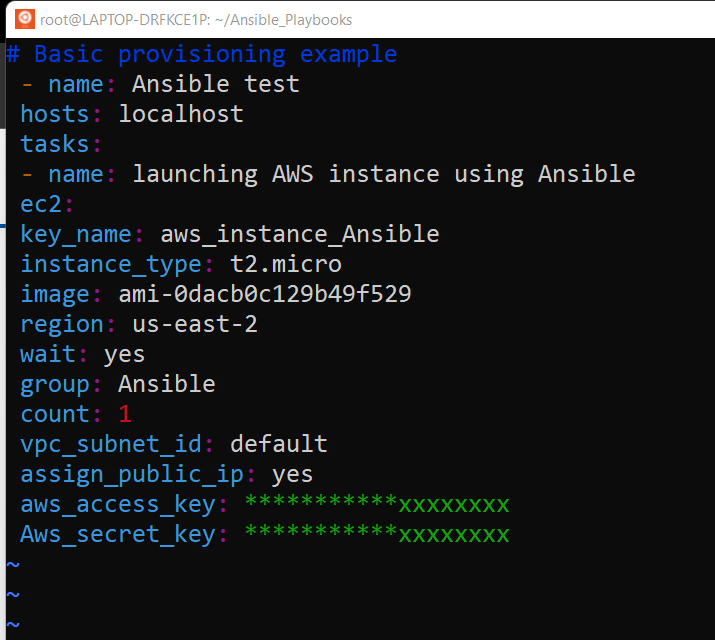 root@LAPTOP-DRFKCE1P: ~/Ansible_Playbooks
# Basic provisioning example
- name: Ansible test
hosts: localhost
tasks:
- name: launching AWS instance using Ansible
ec2:
key_name: aws_instance_Ansible
instance_type: t2.micro
image: ami-0dacb0c129b49f529
region: us-east-2
wait: yes
group: Ansible
count: 1
vpc_subnet_id: default
assign_public_ip: yes
aws_access_key: ***********xxxxxxxx
Aws_secret_key: ***********xxxxxxxx
~
~
~